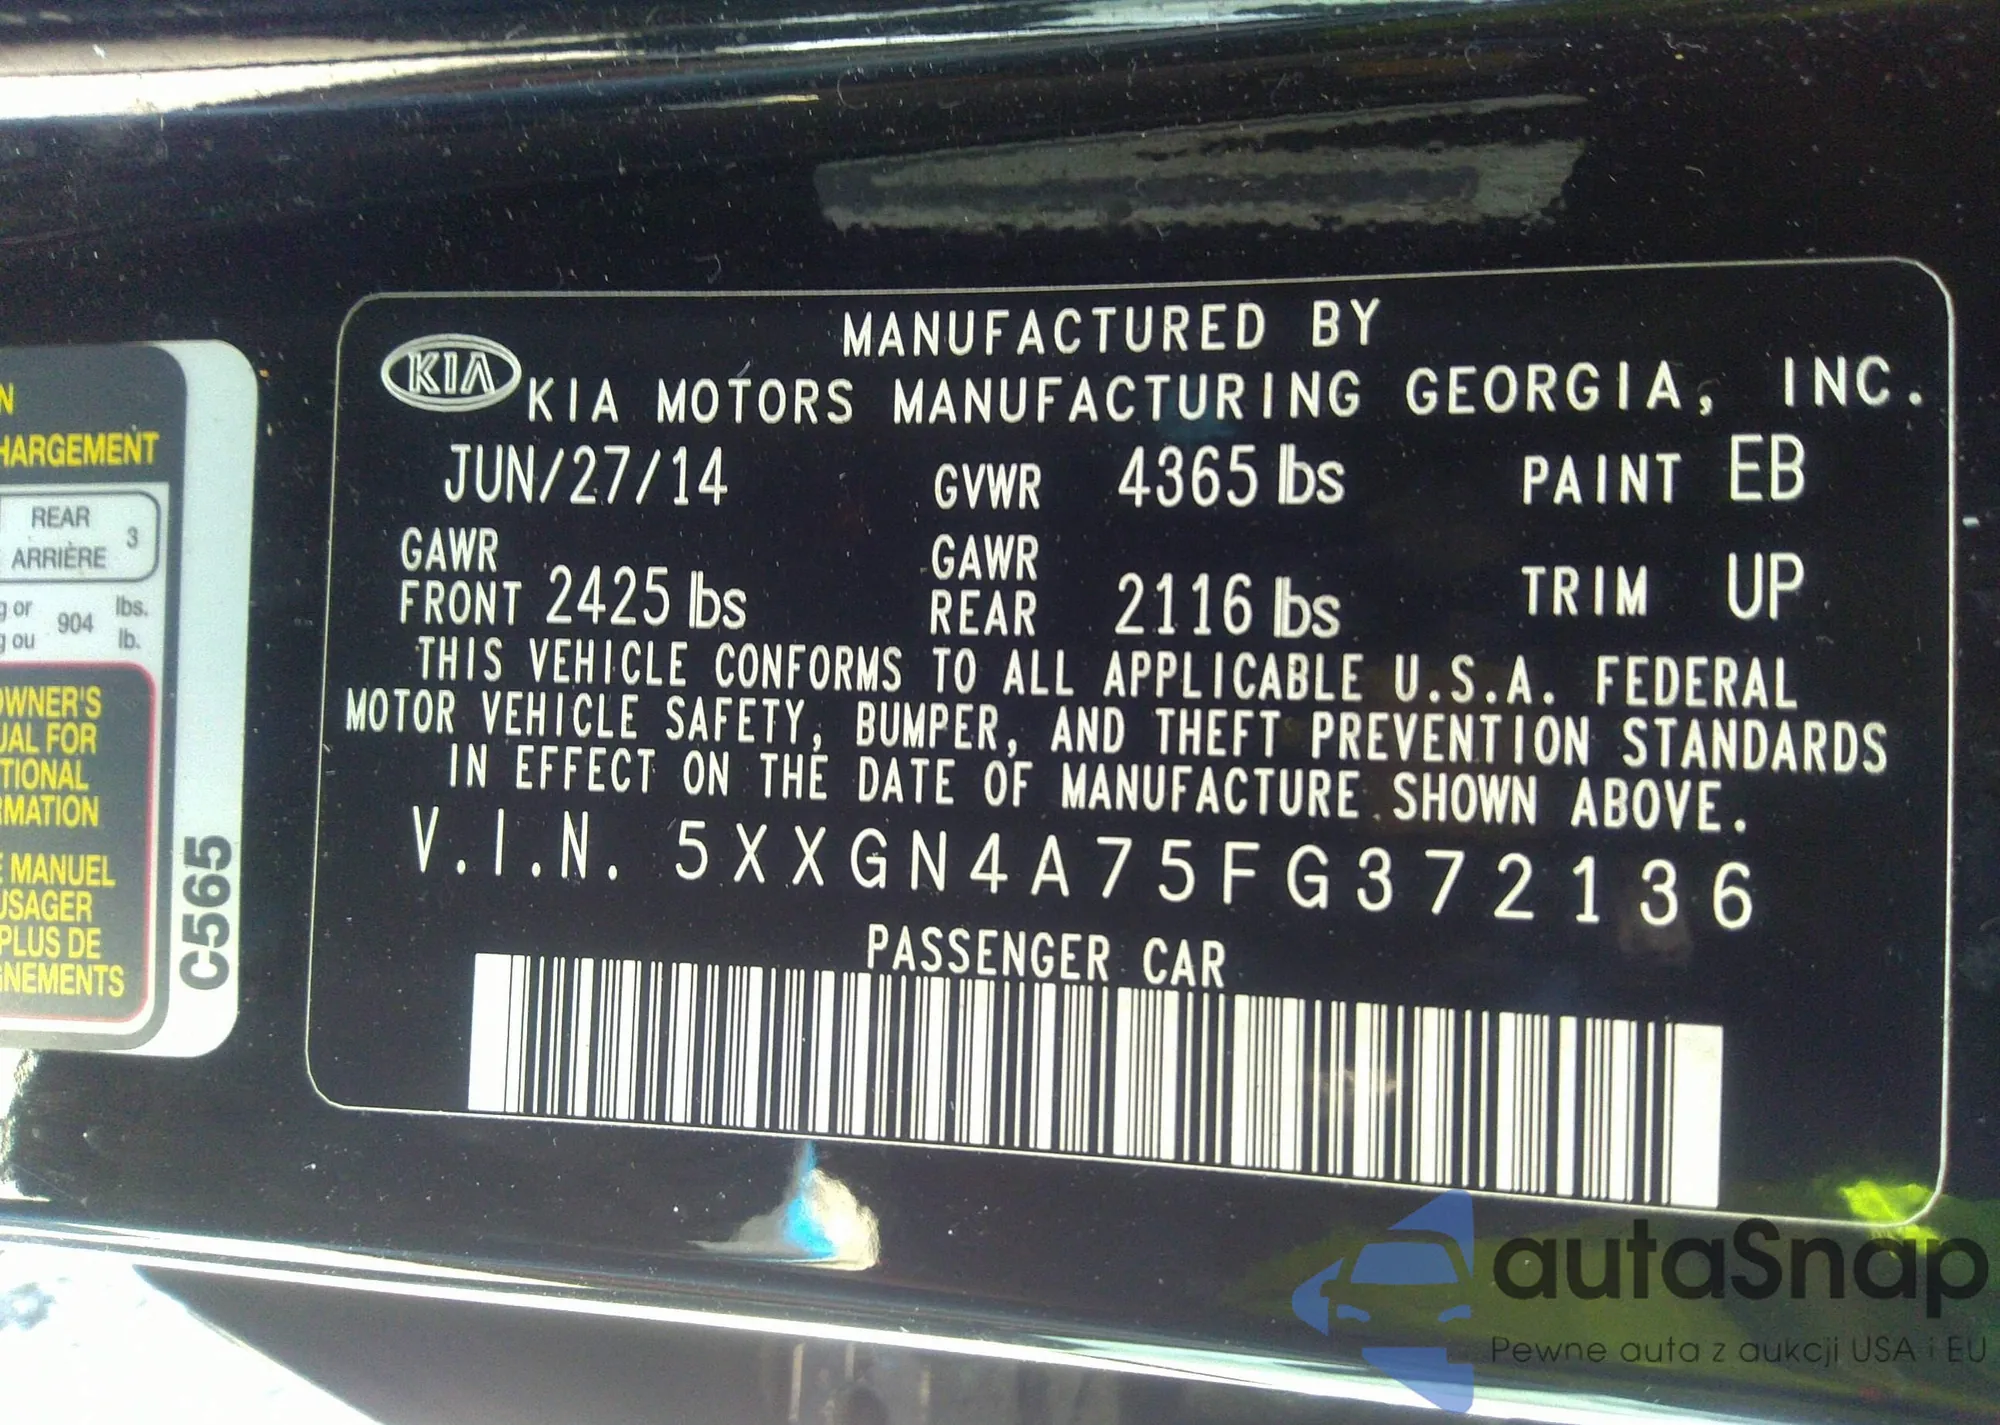 N
HARGEMENT
REAR
ARRIÈRE
3
g or
g ou
904
lbs.
lb.
OWNER'S
UAL FOR
TIONAL
RMATION
E MANUEL
USAGER
PLUS DE
GNEMENTS
C565
KIA
MANUFACTURED BY
KIA MOTORS MANUFACTURING GEORGIA, INC.
JUN/27/14 GVWR 4365 lbs PAINT EB
GAWR FRONT 2425 lbs GAWR REAR 2116 lbs TRIM UP
THIS VEHICLE CONFORMS TO ALL APPLICABLE U.S.A. FEDERAL
MOTOR VEHICLE SAFETY, BUMPER, AND THEFT PREVENTION STANDARDS
IN EFFECT ON THE DATE OF MANUFACTURE SHOWN ABOVE.
V.I.N. 5XXGN4A75FG372136
PASSENGER CAR
autaSnap
Pewne auta z aukcji USA i EU